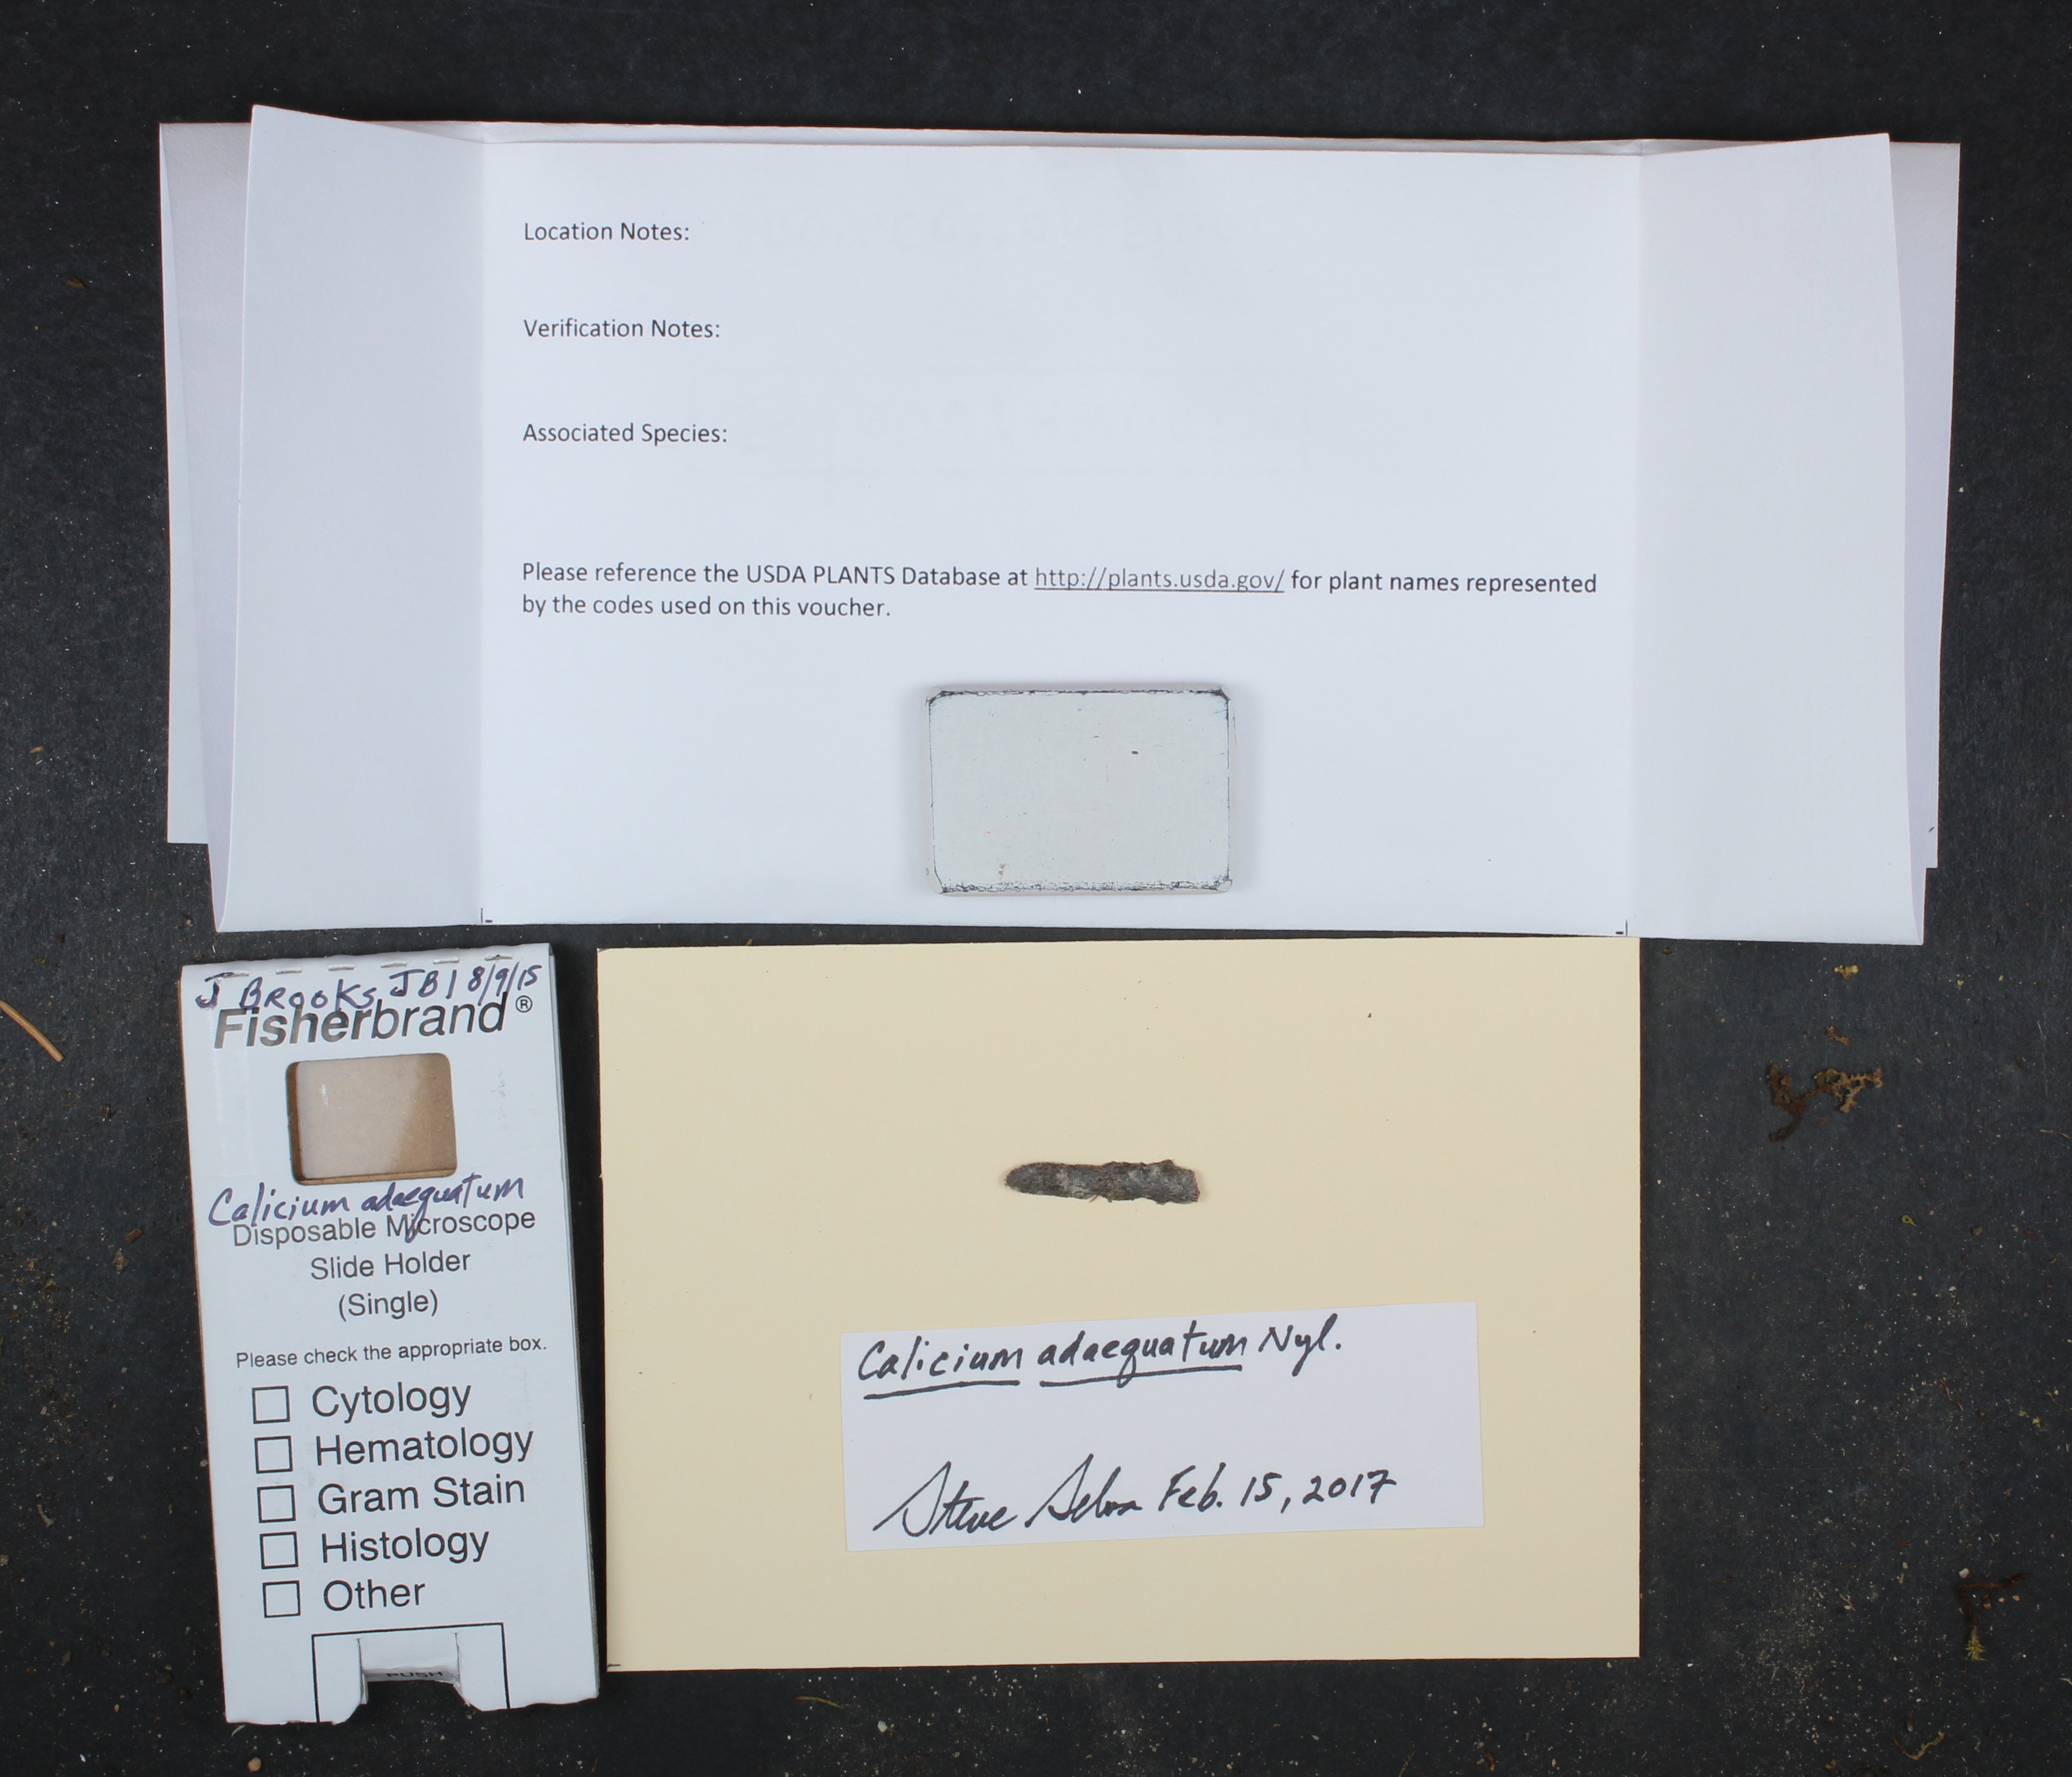 Location Notes:
Verification Notes:
Associated Species:
Please reference the USDA PLANTS Database at http://plants.usda.gov/ for plant names represented
by the codes used on this voucher.
J BROOKS JB1 8/9/15
Fisherbrand®
Calicium adaequatum
Disposable Microscope
Slide Holder
(Single)
Please check the appropriate box.
Cytology
Hematology
Gram Stain
Histology
Other
PUSH
Calicium adaequatum Nyl.
Steve Selva Feb. 15, 2017